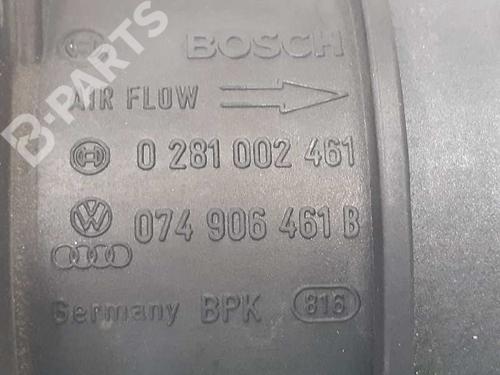 BOSCH
AIR FLOW
0 281 002 461
074 906 461 B
Germany BPK 816
B-PARTS